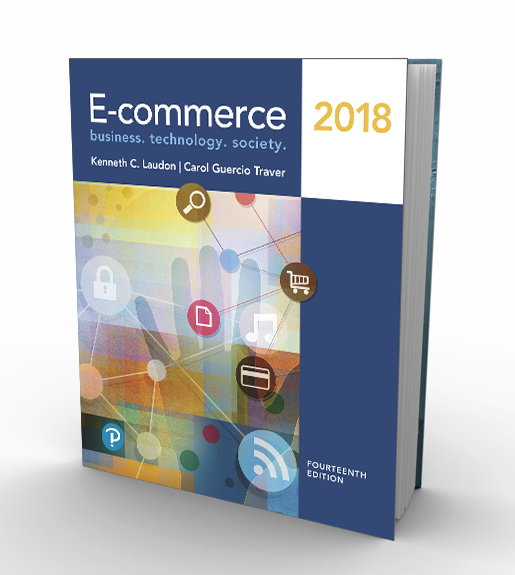 E-commerce
2018
business. technology. society.
Kenneth C. Laudon | Carol Guercio Traver
P
FOURTEENTH
EDITION